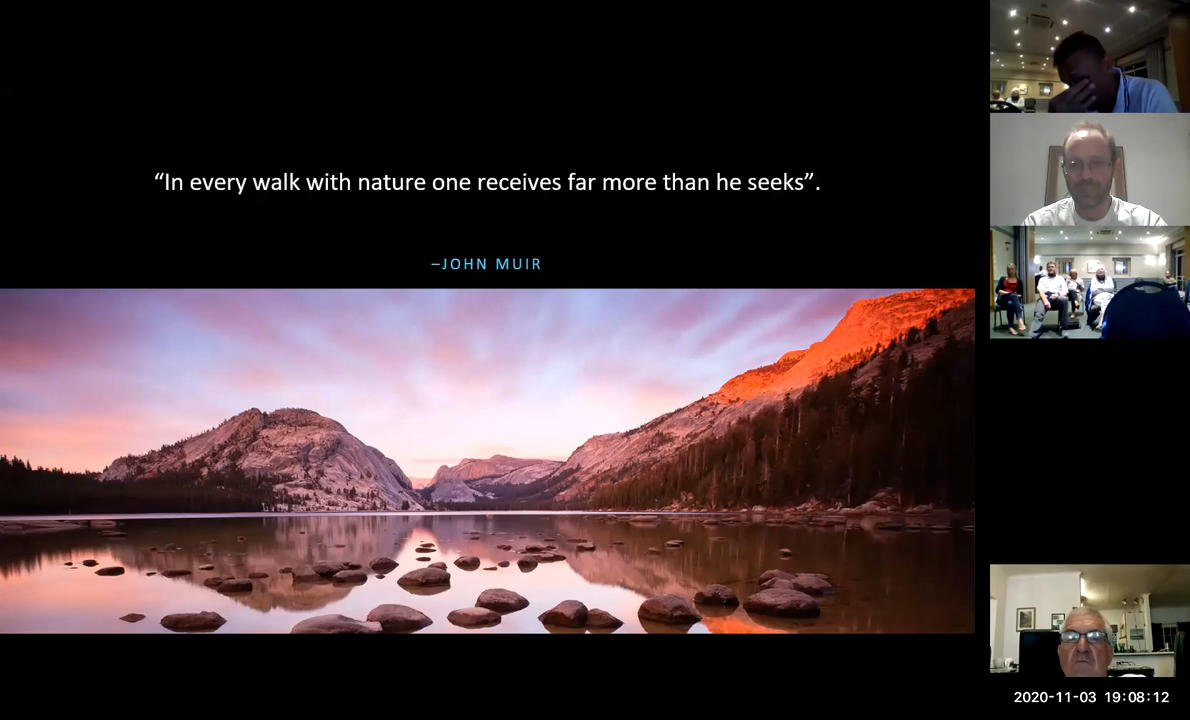 “In every walk with nature one receives far more than he seeks”.
–JOHN MUIR
2020-11-03 19:08:12